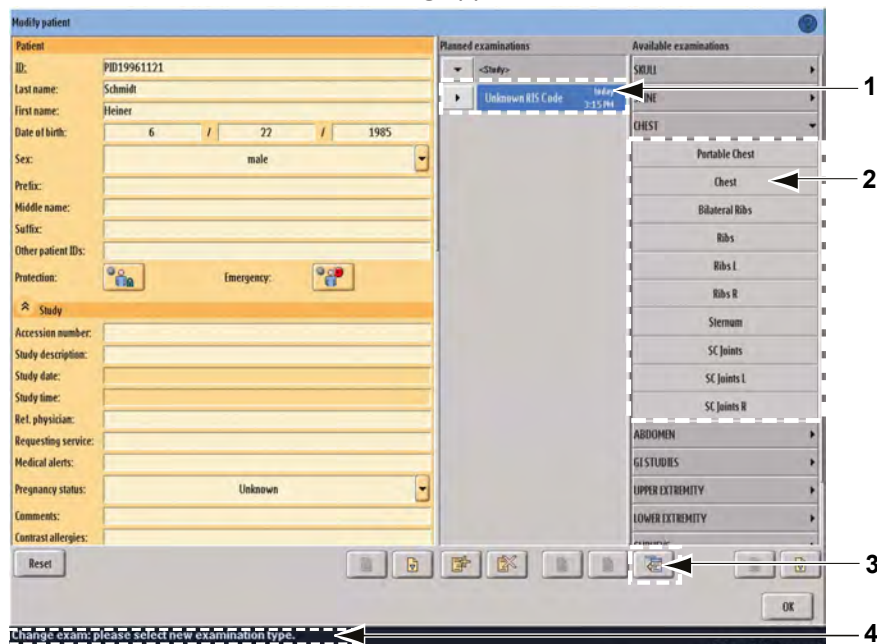 Modify patient
Patient
ID: PID19961121
Last name: Schmidt
First name: Heiner
Date of birth: 6 / 22 / 1985
Sex: male
Prefix:
Middle name:
Suffix:
Other patient IDs:
Protection: Emergency:
Study
Accession number:
Study description:
Study date:
Study time:
Ref. physician:
Requesting service:
Medical alerts:
Pregnancy status: Unknown
Comments:
Contrast allergies:
Reset
Planned examinations
<Study>
Unknown RIS Code today
3:15 PM
Available examinations
SKULL
CHEST
Portable Chest
Chest
Bilateral Ribs
Ribs
Ribs L
Ribs R
Sternum
SC Joints
SC Joints L
SC Joints R
ABDOMEN
GI STUDIES
UPPER EXTREMITY
LOWER EXTREMITY
OK
Change exam: please select new examination type.
1
2
3
4